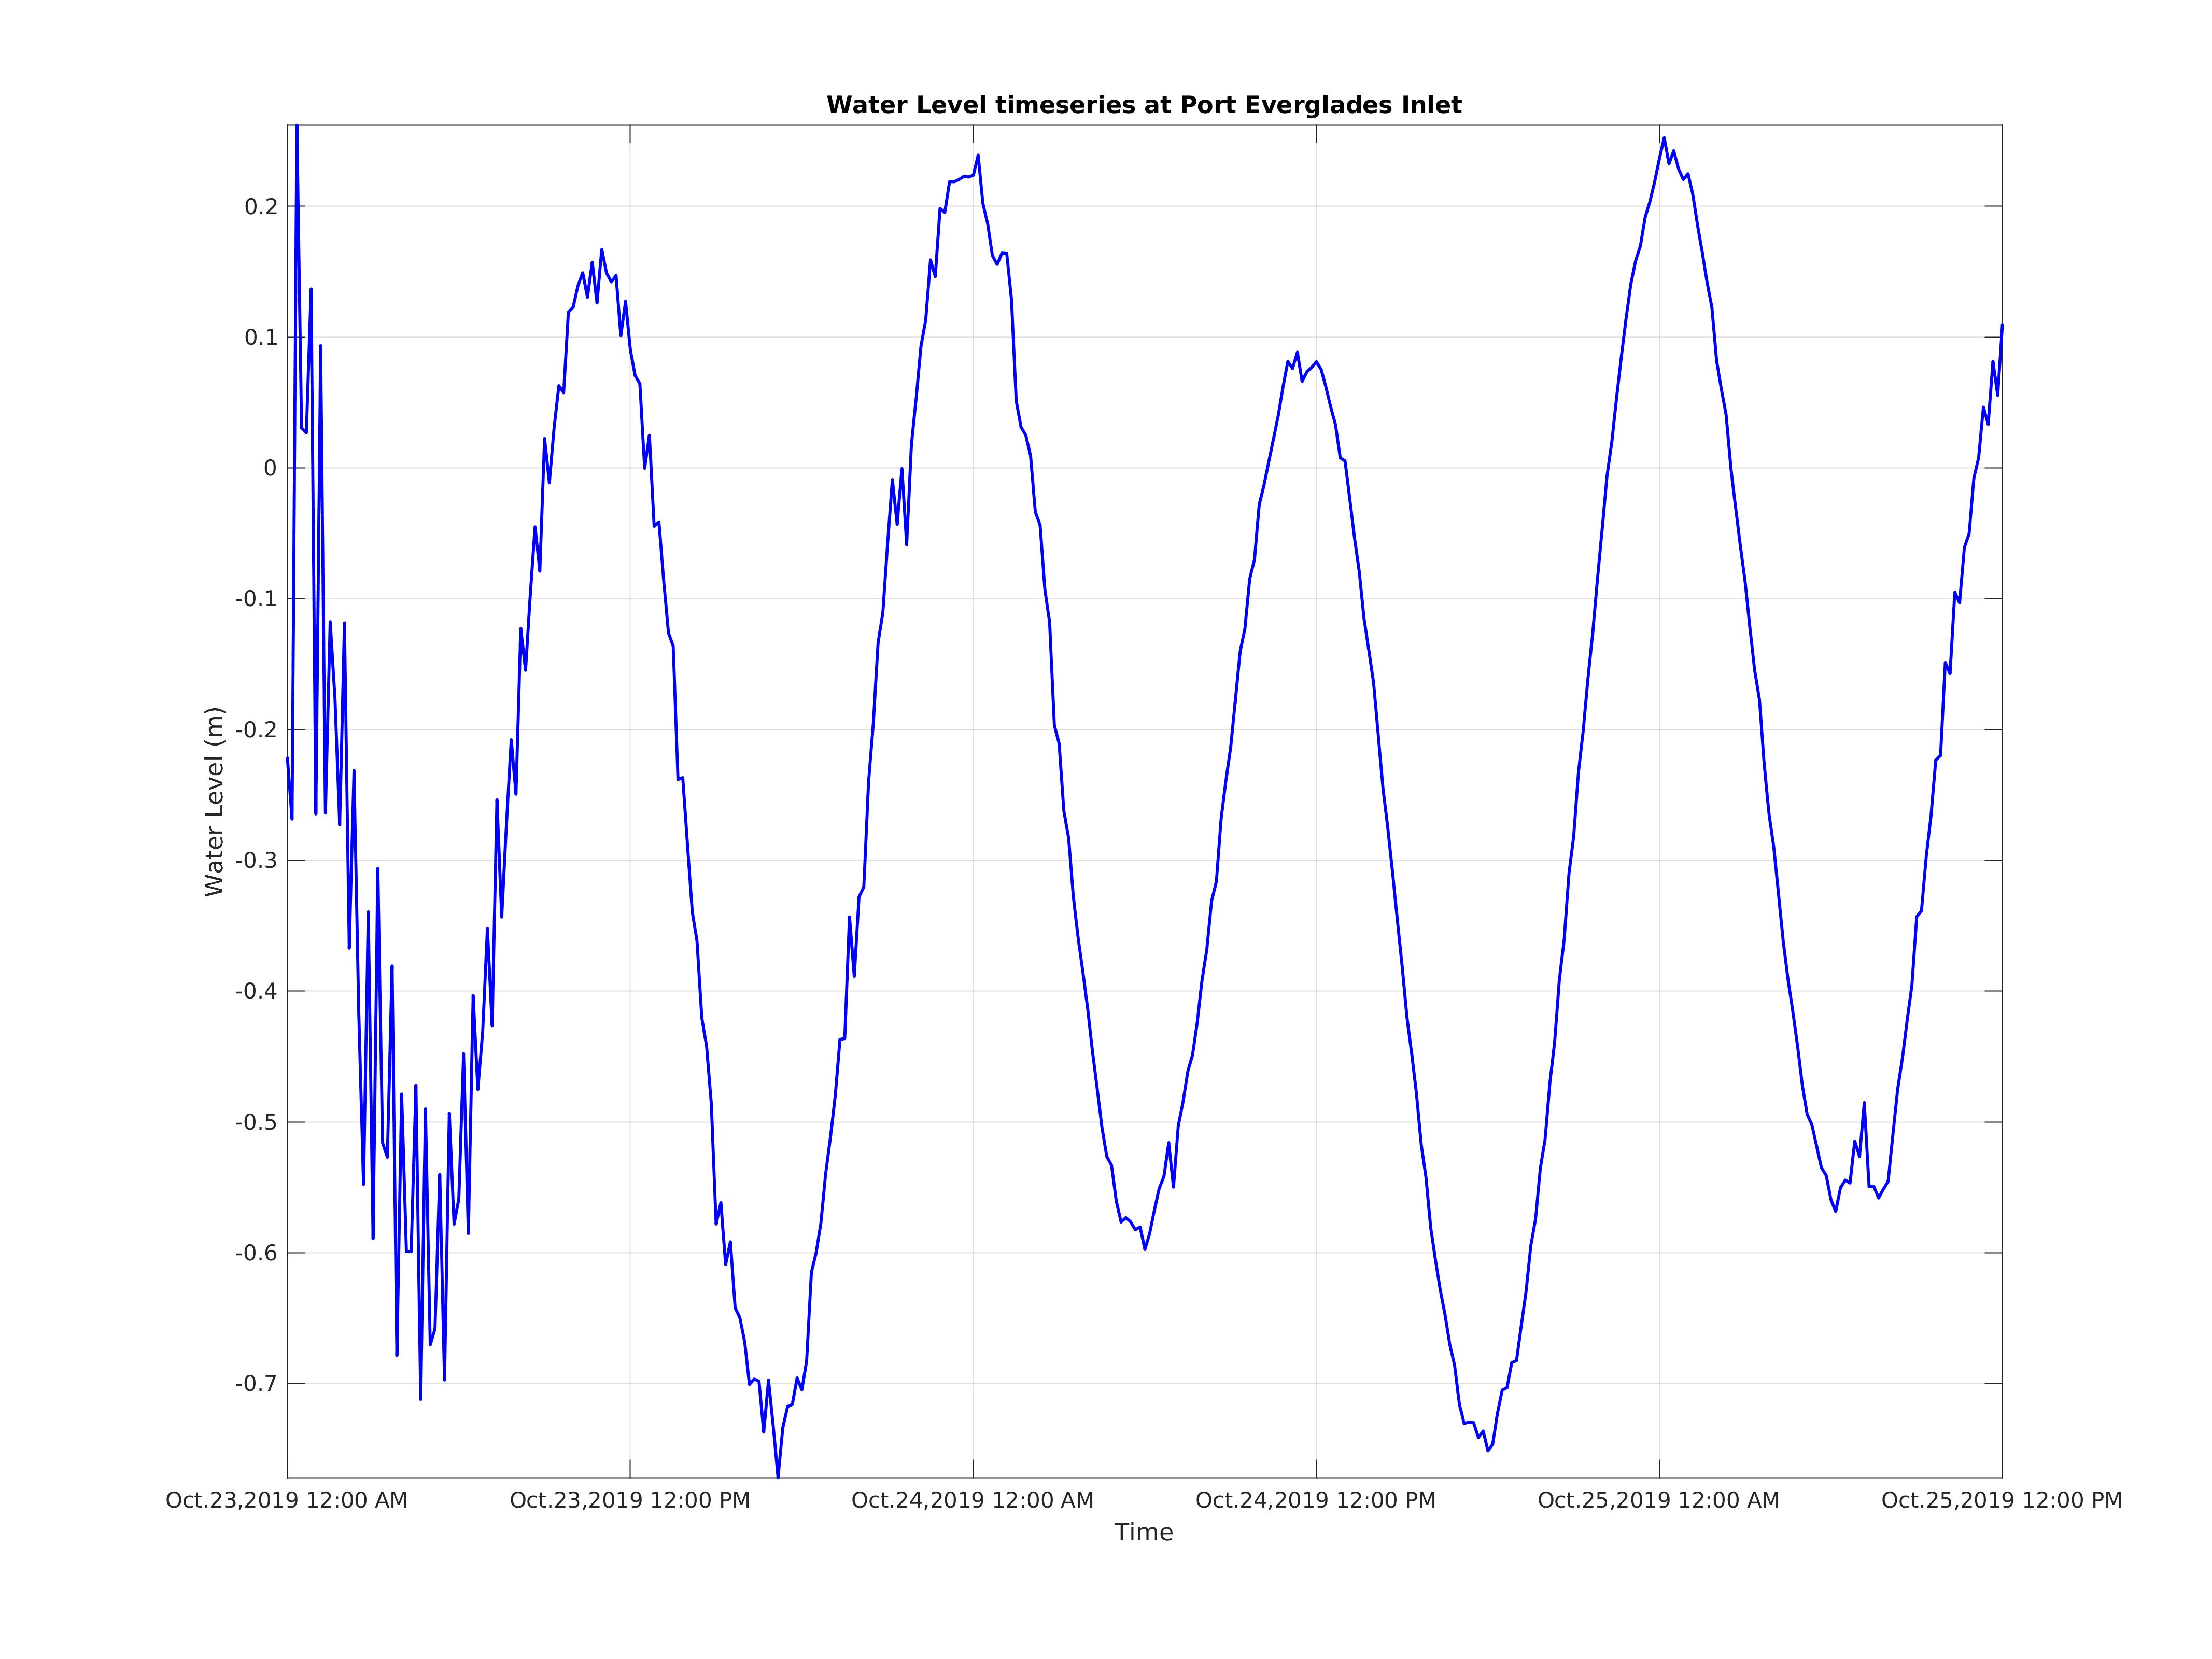 Water Level timeseries at Port Everglades Inlet
0.2
0.1
0
-0.1
-0.2
-0.3
-0.4
-0.5
-0.6
-0.7
Water Level (m)
Oct.23,2019 12:00 AM
Oct.23,2019 12:00 PM
Oct.24,2019 12:00 AM
Oct.24,2019 12:00 PM
Oct.25,2019 12:00 AM
Oct.25,2019 12:00 PM
Time